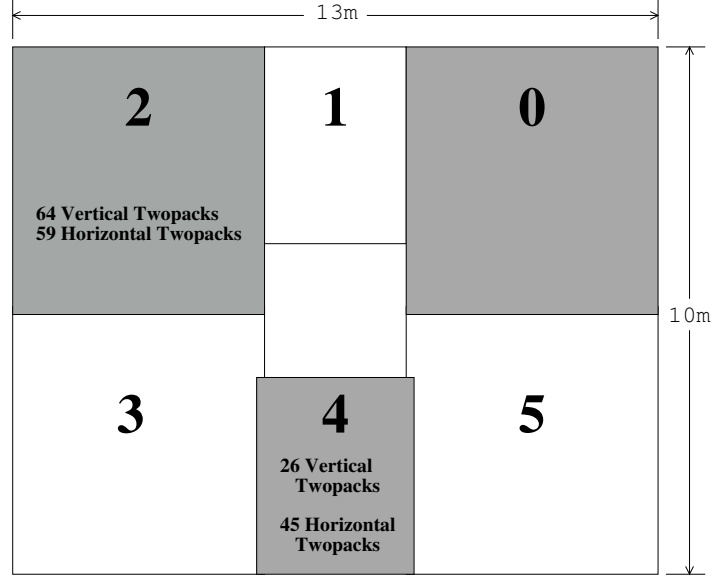 13m
2
1
0
64 Vertical Twopacks
59 Horizontal Twopacks
10m
3
4
5
26 Vertical
Twopacks
45 Horizontal
Twopacks